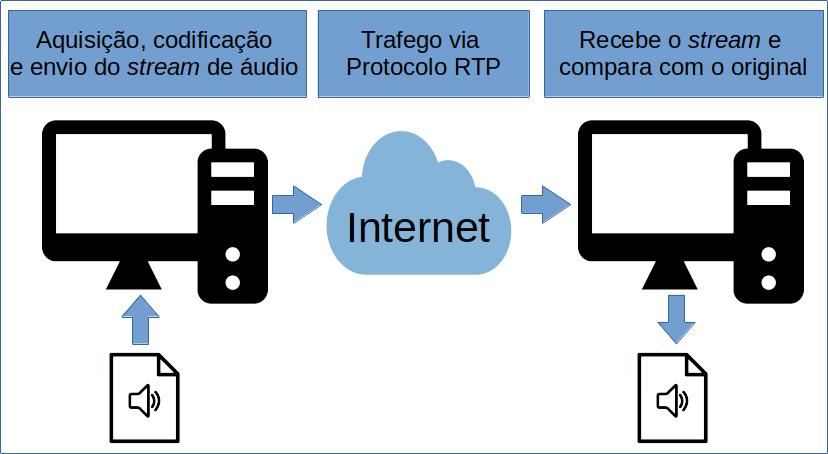 Aquisição, codificação
e envio do stream de áudio
Trafego via
Protocolo RTP
Recebe o stream e
compara com o original
Internet